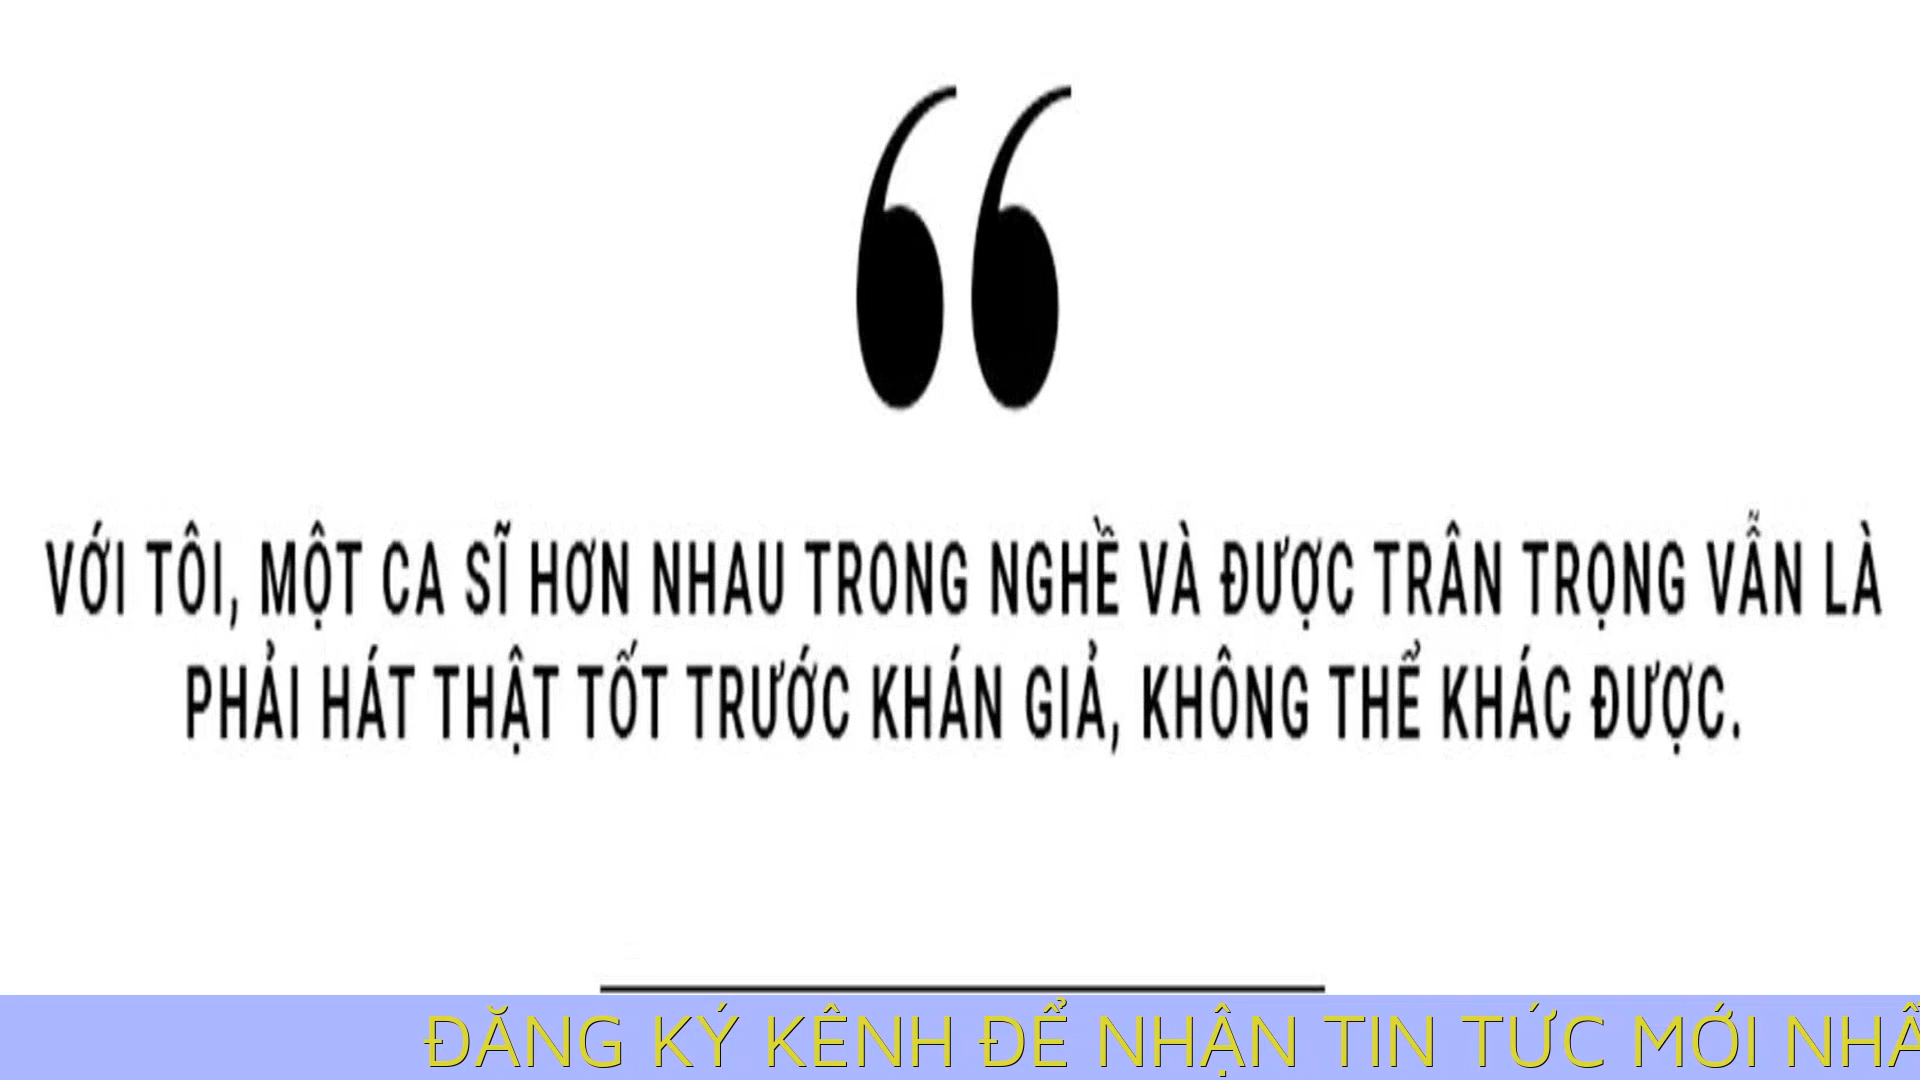 “
VỚI TÔI, MỘT CA SĨ HƠN NHAU TRONG NGHỀ VÀ ĐƯỢC TRÂN TRỌNG VẪN LÀ
PHẢI HÁT THẬT TỐT TRƯỚC KHÁN GIẢ, KHÔNG THỂ KHÁC ĐƯỢC.
ĐĂNG KÝ KÊNH ĐỂ NHẬN TIN TỨC MỚI